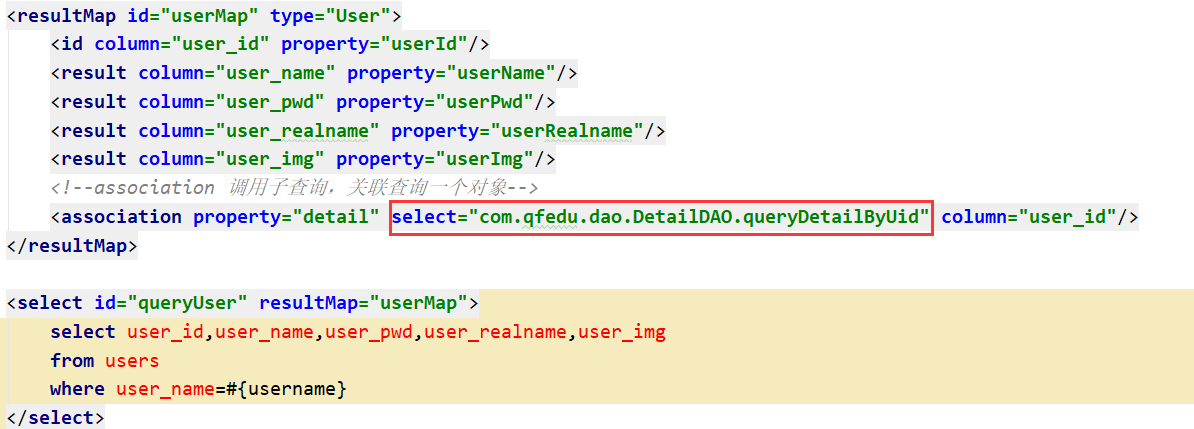 <resultMap id="userMap" type="User">
<id column="user_id" property="userId"/>
<result column="user_name" property="userName"/>
<result column="user_pwd" property="userPwd"/>
<result column="user_realname" property="userRealname"/>
<result column="user_img" property="userImg"/>
<!--association 调用子查询，关联查询一个对象-->
<association property="detail" select="com.qfedu.dao.DetailDAO.queryDetailByUid" column="user_id"/>
</resultMap>
<select id="queryUser" resultMap="userMap">
select user_id,user_name,user_pwd,user_realname,user_img
from users
where user_name=#{username}
</select>